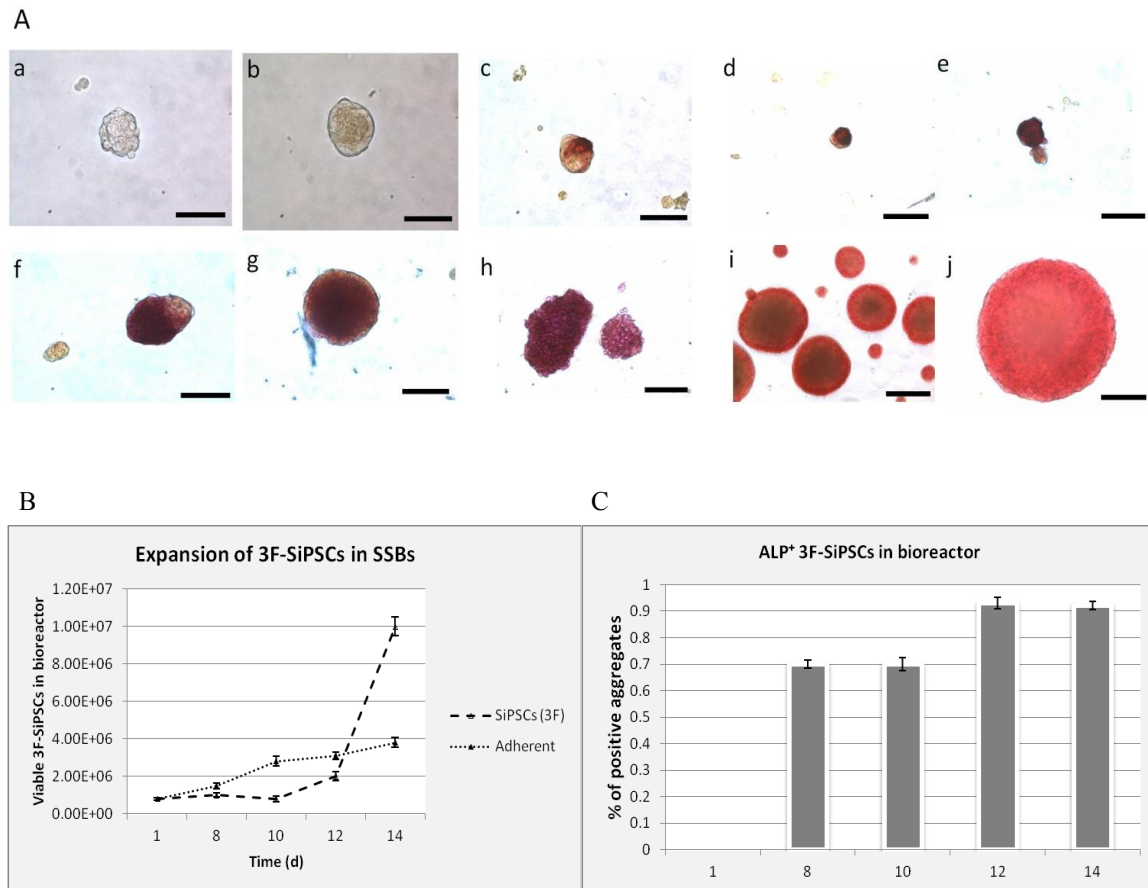 A
a b c d e
f g h i j
B
C
Expansion of 3F-SiPSCs in SSBs
Viable 3F-SiPSCs in bioreactor
1.20E+07
1.00E+07
8.00E+06
6.00E+06
4.00E+06
2.00E+06
0.00E+00
1 8 10 12 14
Time (d)
SiPSCs (3F)
Adherent
ALP⁺ 3F-SiPSCs in bioreactor
% of positive aggregates
1
0.9
0.8
0.7
0.6
0.5
0.4
0.3
0.2
0.1
0
1 8 10 12 14